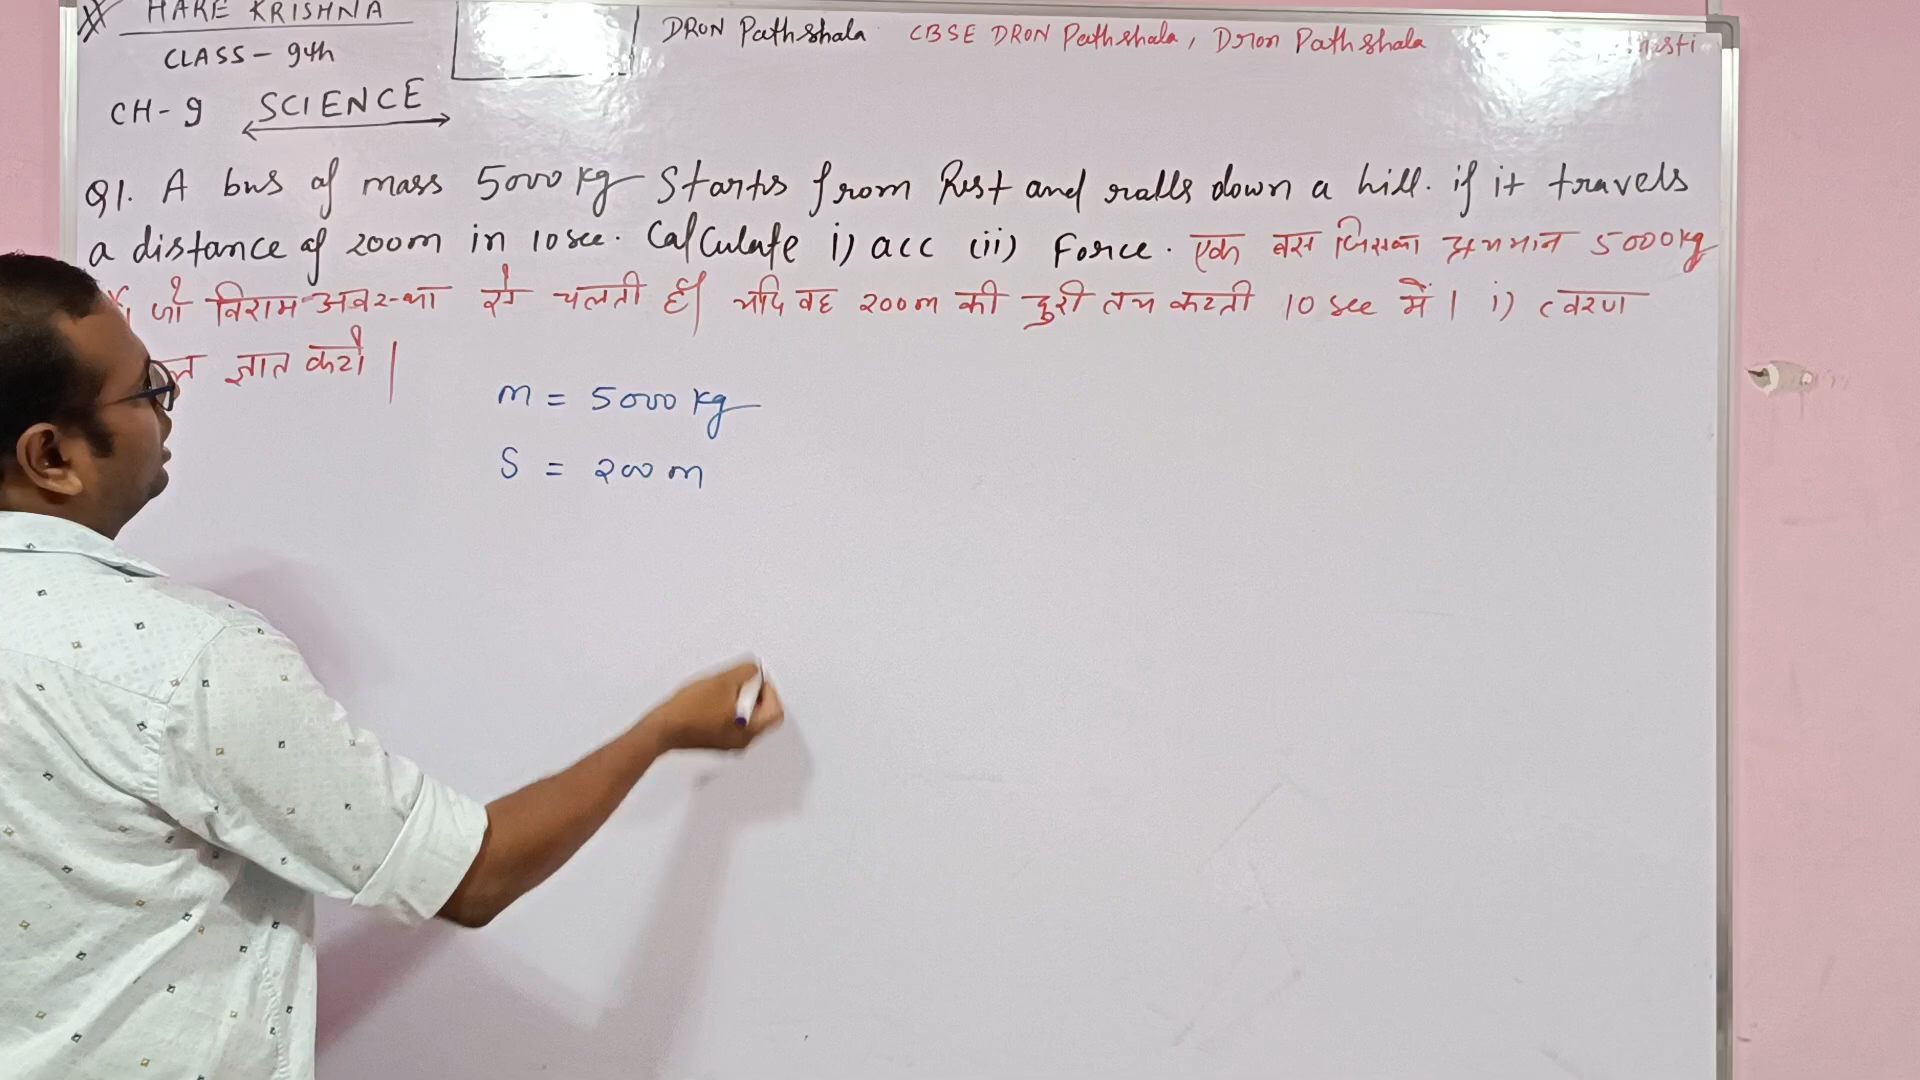 HARE KRISHNA
CLASS - 9th
DRON Pathshala CBSE DRON Pathshala, Dron Pathshala
CH-9 SCIENCE
Q1. A bus of mass 5000 kg Starts from Rest and rolls down a hill. if it travels
a distance of 200m in 10 sec. Calculate i) acc (ii) Force. एक बस जिसका द्रव्यमान 5000kg
जो विराम अवस्था से चलती है| यदि वह 200m की दुरी तय करती 10 sec में | i) त्वरण
ज्ञात करो |
m = 5000 kg
S = 200 m